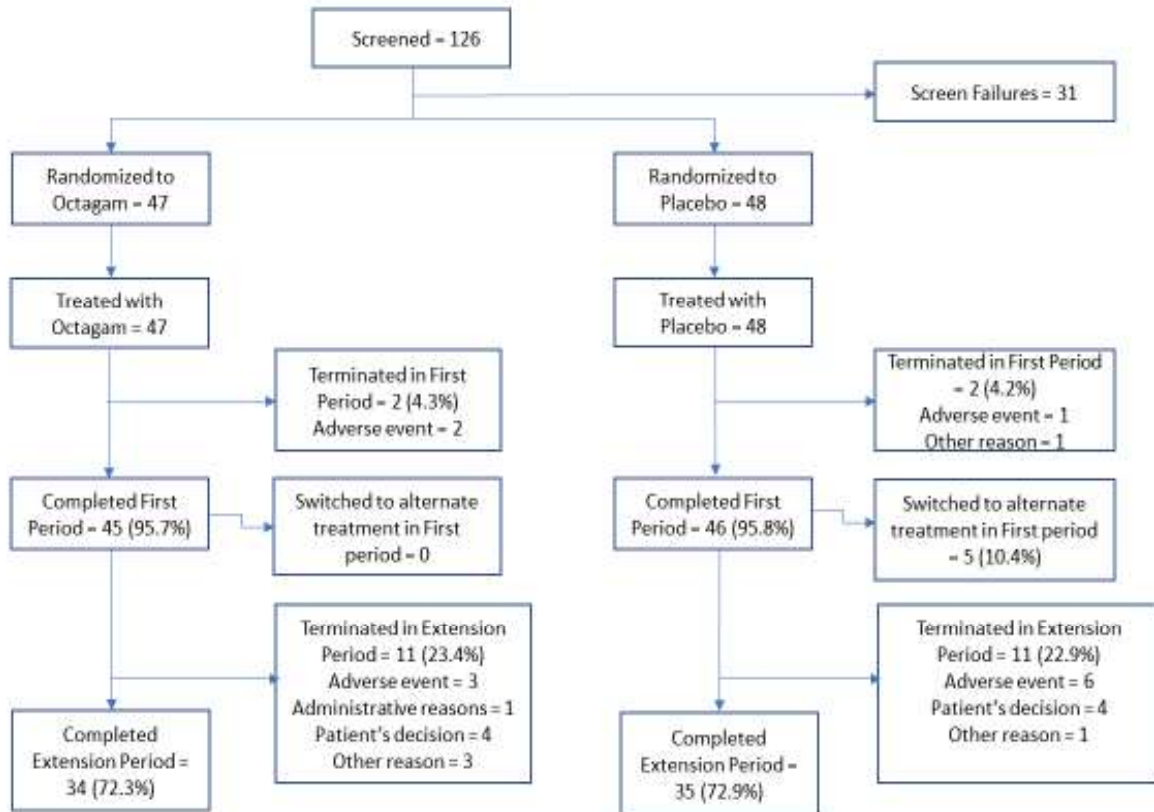 Screened = 126
Screen Failures = 31
Randomized to
Octagam = 47
Randomized to
Placebo = 48
Treated with
Octagam = 47
Treated with
Placebo = 48
Terminated in First
Period = 2 (4.3%)
Adverse event = 2
Terminated in First Period
= 2 (4.2%)
Adverse event = 1
Other reason = 1
Completed First
Period = 45 (95.7%)
Switched to alternate
treatment in First
period = 0
Completed First
Period = 46 (95.8%)
Switched to alternate
treatment in First period
= 5 (10.4%)
Terminated in Extension
Period = 11 (23.4%)
Adverse event = 3
Administrative reasons = 1
Patient's decision = 4
Other reason = 3
Terminated in Extension
Period = 11 (22.9%)
Adverse event = 6
Patient's decision = 4
Other reason = 1
Completed
Extension Period =
34 (72.3%)
Completed
Extension Period =
35 (72.9%)